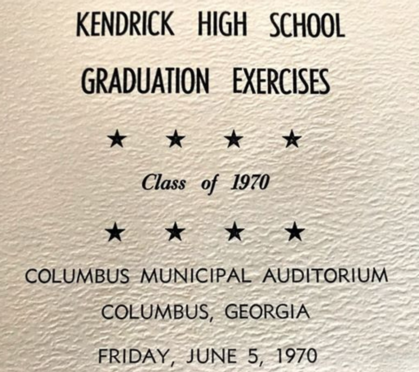 KENDRICK HIGH SCHOOL
GRADUATION EXERCISES
★ ★ ★ ★
Class of 1970
★ ★ ★ ★
COLUMBUS MUNICIPAL AUDITORIUM
COLUMBUS, GEORGIA
FRIDAY, JUNE 5, 1970